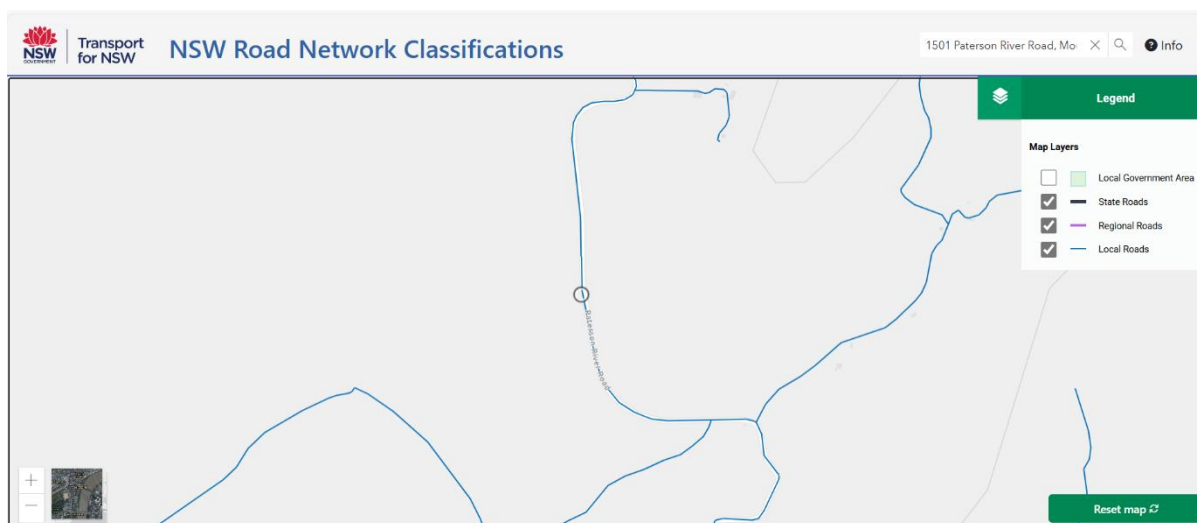 NSW
GOVERNMENT
Transport
for NSW
NSW Road Network Classifications
1501 Paterson River Road, Mo
Info
Legend
Map Layers
Local Government Area
State Roads
Regional Roads
Local Roads
Paterson River Road
Reset map